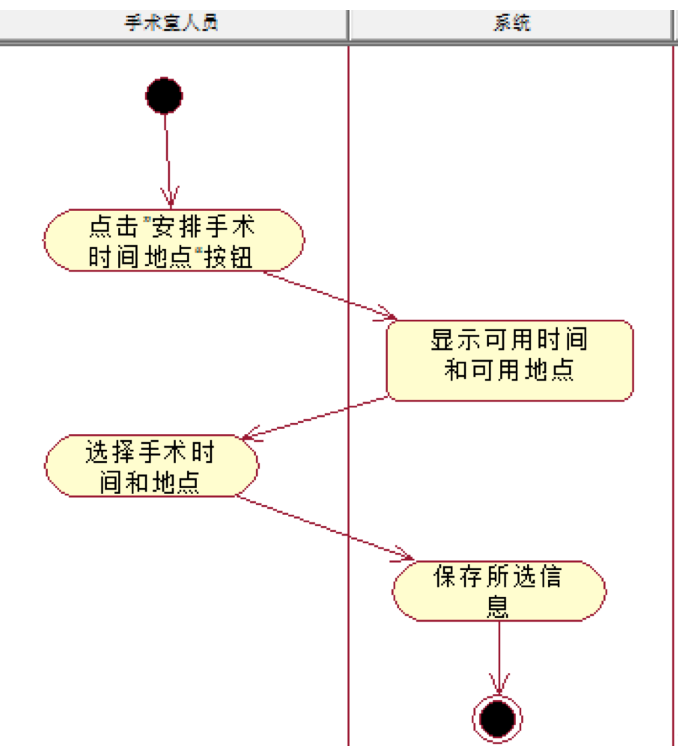 手术室人员
系统
点击"安排手术
时间地点"按钮
显示可用时间
和可用地点
选择手术时
间和地点
保存所选信
息